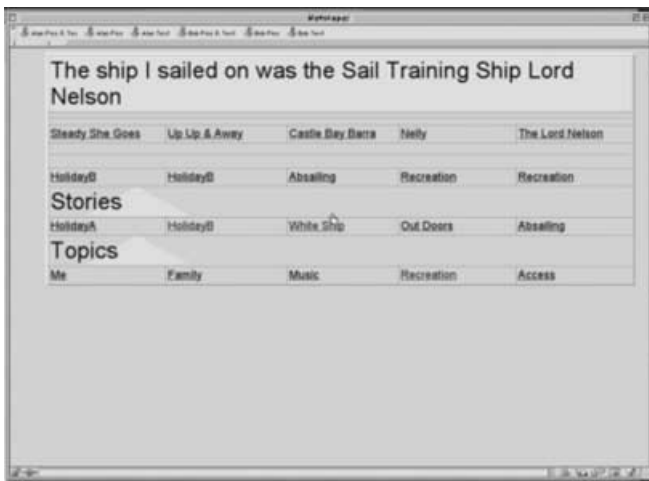 The ship I sailed on was the Sail Training Ship Lord
Nelson
Steady She Goes Up Up & Away Castle Bay Barra Nelly The Lord Nelson
HolidayB HolidayB Absailing Recreation Recreation
Stories
HolidayA HolidayB White Ship Out Doors Absailing
Topics
Me Family Music Recreation Access